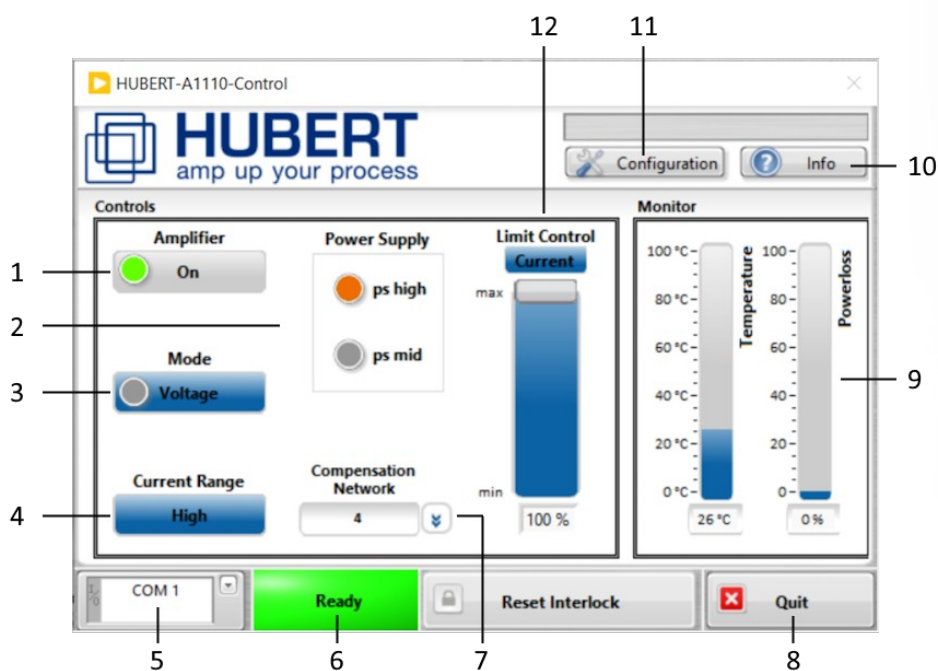 12 11
HUBERT-A1110-Control
HUBERT
amp up your process
Configuration
Info
10
Controls
Monitor
Amplifier
On
1
Power Supply
ps high
ps mid
2
Mode
Voltage
3
Current Range
High
4
Compensation
Network
4
Limit Control
Current
max
min
100 %
100 °C
80 °C
60 °C
40 °C
20 °C
0 °C
Temperature
26 °C
100
80
60
40
20
0
Powerloss
0 %
9
I/O
COM 1
Ready
Reset Interlock
Quit
5 6 7 8